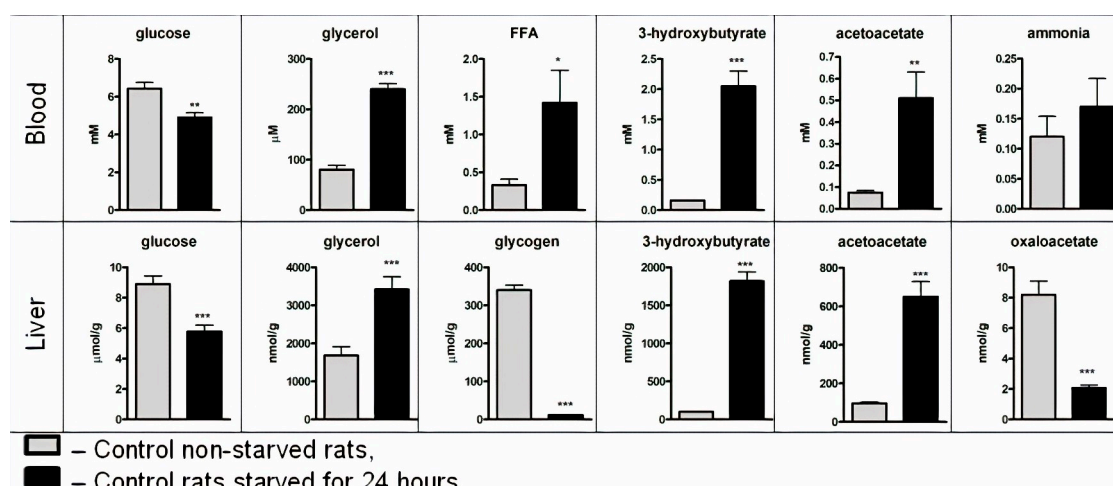 glucose glycerol FFA 3-hydroxybutyrate acetoacetate ammonia
Blood
mM 8 6 4 2 0 **
μM 300 200 100 0 ***
mM 2.0 1.5 1.0 0.5 0.0 *
mM 2.5 2.0 1.5 1.0 0.5 0.0 ***
mM 0.7 0.6 0.5 0.4 0.3 0.2 0.1 0.0 **
mM 0.25 0.20 0.15 0.10 0.05 0.00
glucose glycerol glycogen 3-hydroxybutyrate acetoacetate oxaloacetate
Liver
μmol/g 10 8 6 4 2 0 ***
nmol/g 4000 3000 2000 1000 0 ***
μmol/g 400 300 200 100 0 ***
nmol/g 2000 1500 1000 500 0 ***
nmol/g 800 600 400 200 0 ***
nmol/g 10 8 6 4 2 0 ***
– Control non-starved rats,
– Control rats starved for 24 hours